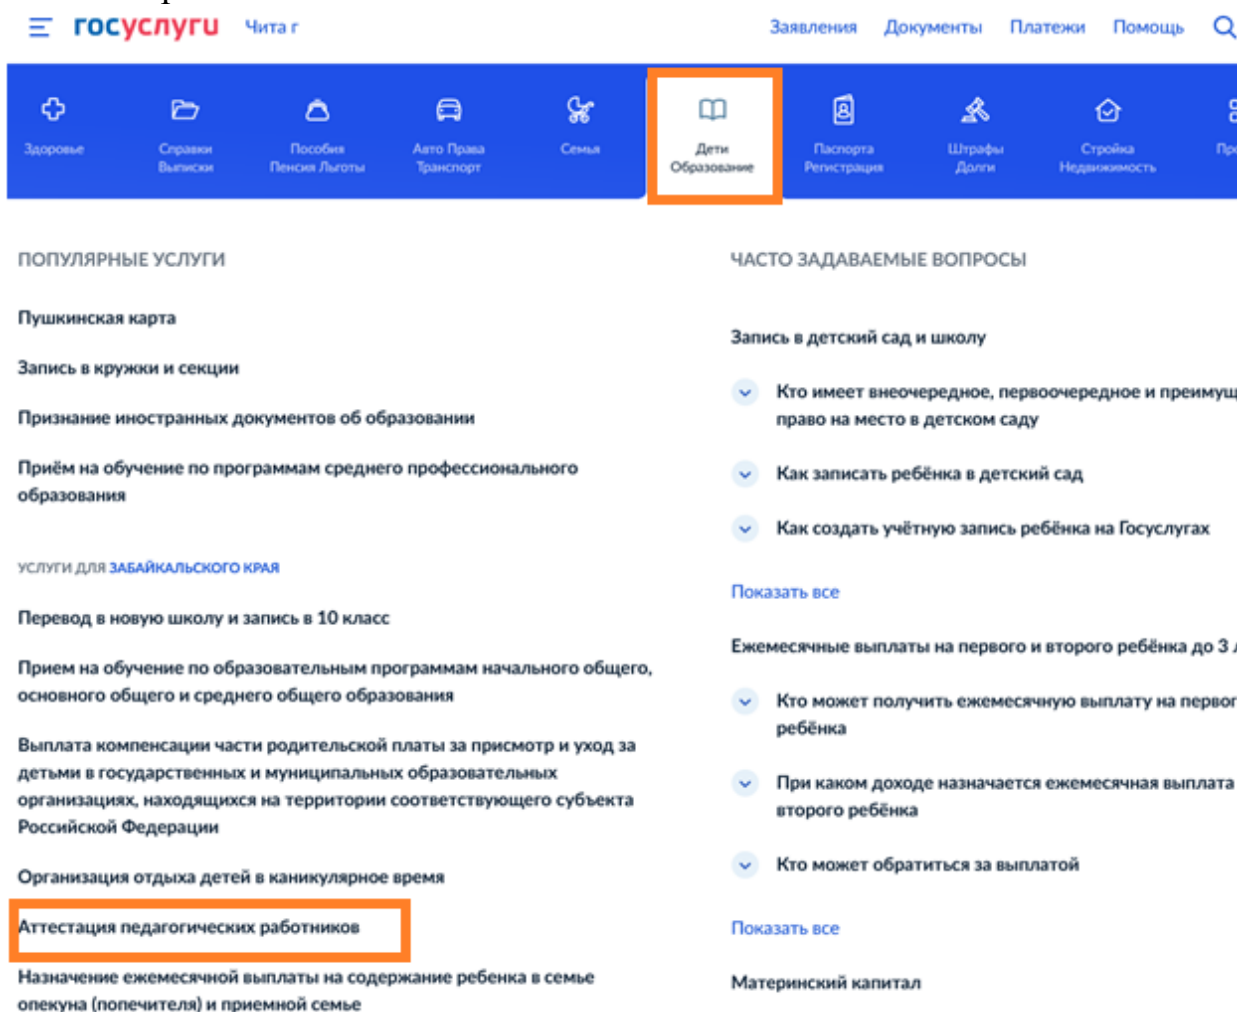 госуслуги Чита г Заявления Документы Платежи Помощь
Здоровье
Справки
Выписки
Пособия
Пенсия Льготы
Авто Права
Транспорт
Семья
Дети
Образование
Паспорта
Регистрация
Штрафы
Долги
Стройка
Недвижимость
ПОПУЛЯРНЫЕ УСЛУГИ
Пушкинская карта
Запись в кружки и секции
Признание иностранных документов об образовании
Приём на обучение по программам среднего профессионального
образования
УСЛУГИ ДЛЯ ЗАБАЙКАЛЬСКОГО КРАЯ
Перевод в новую школу и запись в 10 класс
Прием на обучение по образовательным программам начального общего,
основного общего и среднего общего образования
Выплата компенсации части родительской платы за присмотр и уход за
детьми в государственных и муниципальных образовательных
организациях, находящихся на территории соответствующего субъекта
Российской Федерации
Организация отдыха детей в каникулярное время
Аттестация педагогических работников
Назначение ежемесячной выплаты на содержание ребенка в семье
опекуна (попечителя) и приемной семье
ЧАСТО ЗАДАВАЕМЫЕ ВОПРОСЫ
Запись в детский сад и школу
Кто имеет внеочередное, первоочередное и преимущ
право на место в детском саду
Как записать ребёнка в детский сад
Как создать учётную запись ребёнка на Госуслугах
Показать все
Ежемесячные выплаты на первого и второго ребёнка до 3
Кто может получить ежемесячную выплату на первог
ребёнка
При каком доходе назначается ежемесячная выплата
второго ребёнка
Кто может обратиться за выплатой
Показать все
Материнский капитал